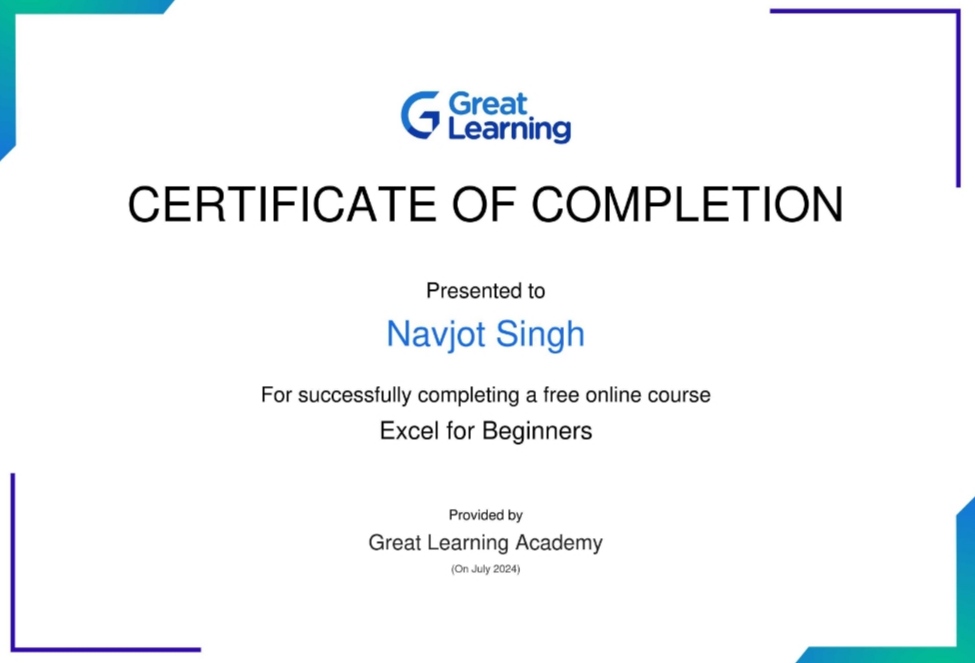 Great
Learning
CERTIFICATE OF COMPLETION
Presented to
Navjot Singh
For successfully completing a free online course
Excel for Beginners
Provided by
Great Learning Academy
(On July 2024)